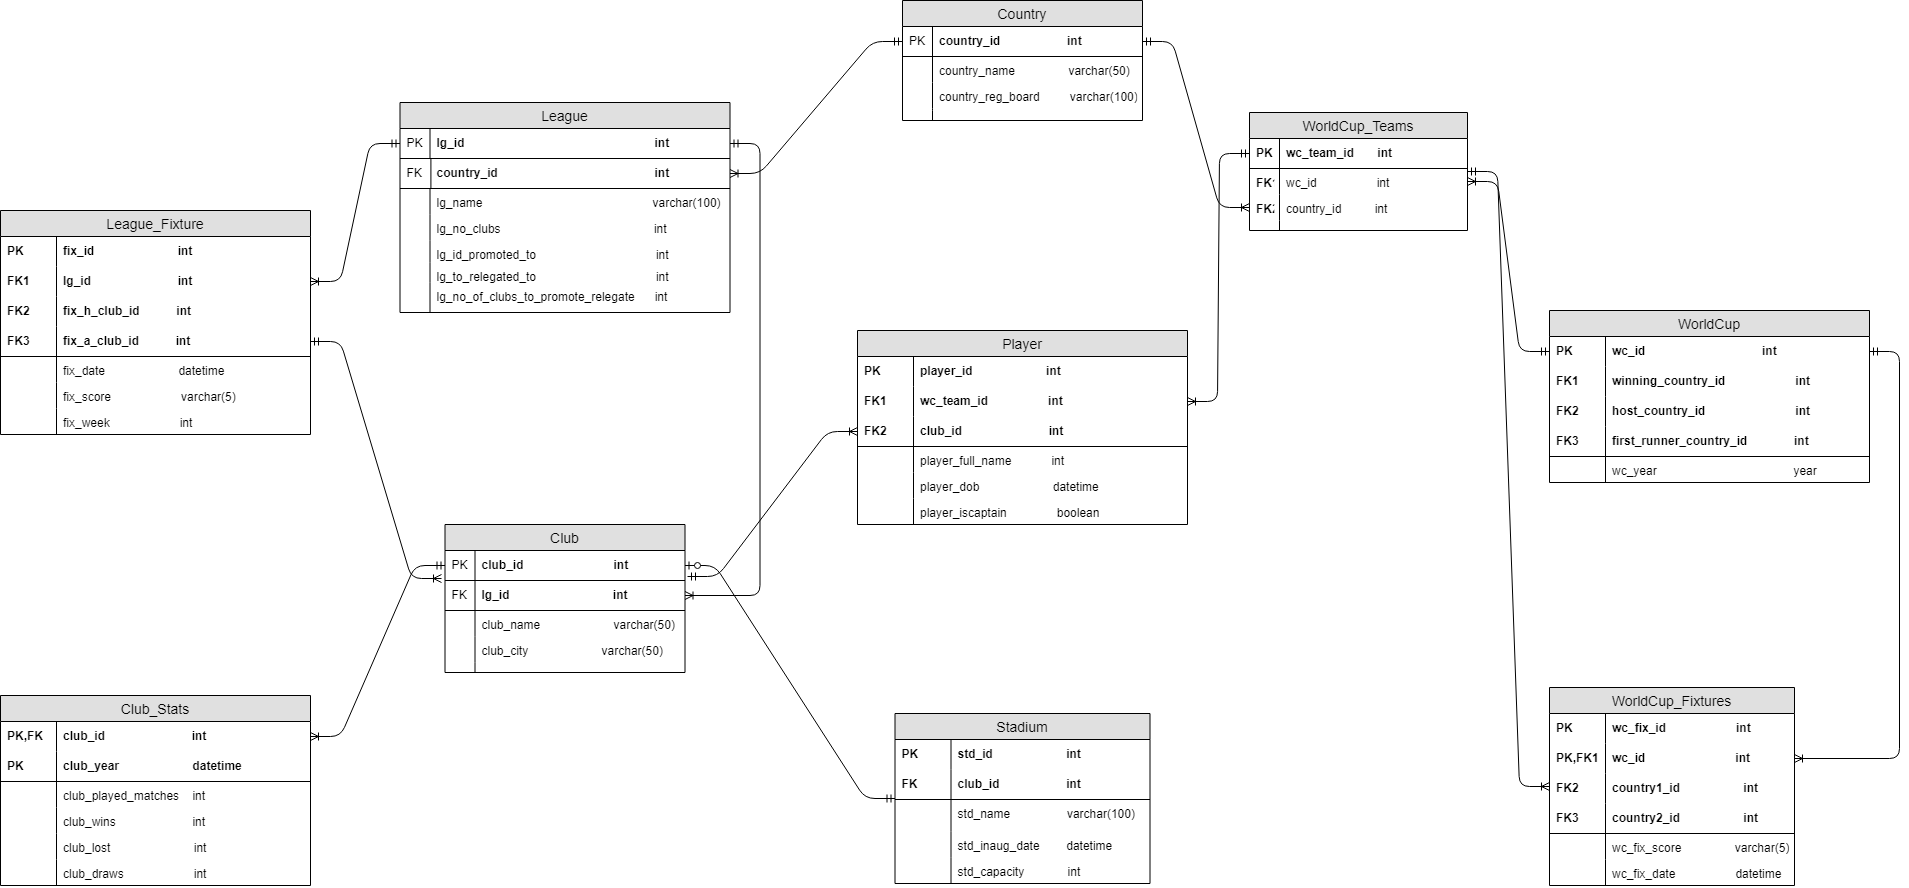 Country
PK country_id int
country_name varchar(50)
country_reg_board varchar(100)
League
PK lg_id int
FK country_id int
lg_name varchar(100)
lg_no_clubs int
lg_id_promoted_to int
lg_to_relegated_to int
lg_no_of_clubs_to_promote_relegate int
WorldCup_Teams
PK wc_team_id int
FK wc_id int
FK country_id int
League_Fixture
PK fix_id int
FK1 lg_id int
FK2 fix_h_club_id int
FK3 fix_a_club_id int
fix_date datetime
fix_score varchar(5)
fix_week int
Player
PK player_id int
FK1 wc_team_id int
FK2 club_id int
player_full_name int
player_dob datetime
player_iscaptain boolean
WorldCup
PK wc_id int
FK1 winning_country_id int
FK2 host_country_id int
FK3 first_runner_country_id int
wc_year year
Club
PK club_id int
FK lg_id int
club_name varchar(50)
club_city varchar(50)
Club_Stats
PK,FK club_id int
PK club_year datetime
club_played_matches int
club_wins int
club_lost int
club_draws int
Stadium
PK std_id int
FK club_id int
std_name varchar(100)
std_inaug_date datetime
std_capacity int
WorldCup_Fixtures
PK wc_fix_id int
PK,FK1 wc_id int
FK2 country1_id int
FK3 country2_id int
wc_fix_score varchar(5)
wc_fix_date datetime